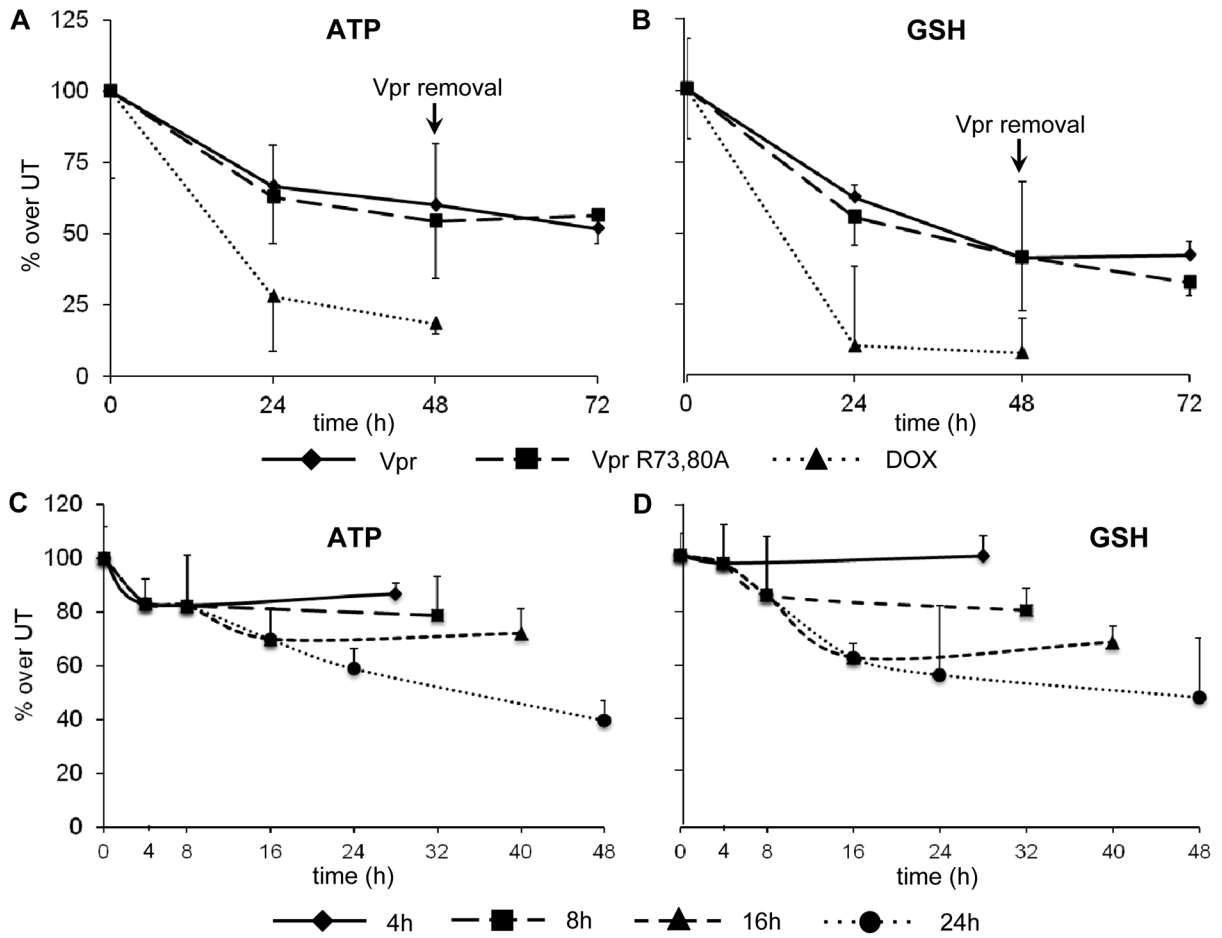 A
ATP
125
100
75
50
25
0
% over UT
Vpr removal
0 24 48 72
time (h)
B
GSH
Vpr removal
0 24 48 72
time (h)
Vpr Vpr R73,80A DOX
C
ATP
120
100
80
60
40
20
0
% over UT
0 4 8 16 24 32 40 48
time (h)
D
GSH
0 4 8 16 24 32 40 48
time (h)
4h 8h 16h 24h